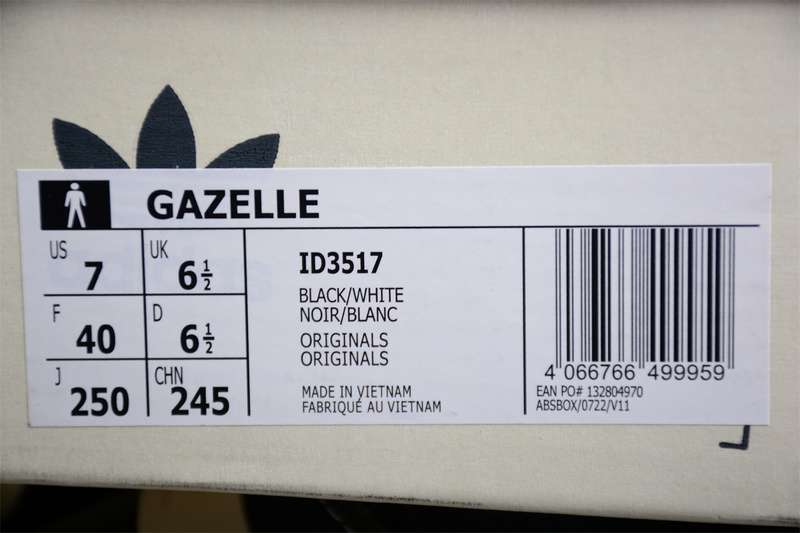 GAZELLE
US 7
UK 6 1/2
F 40
D 6 1/2
J 250
CHN 245
ID3517
BLACK/WHITE
NOIR/BLANC
ORIGINALS
ORIGINALS
MADE IN VIETNAM
FABRIQUÉ AU VIETNAM
4 066766 499959
EAN PO# 132804970
ABSBOX/0722/V11